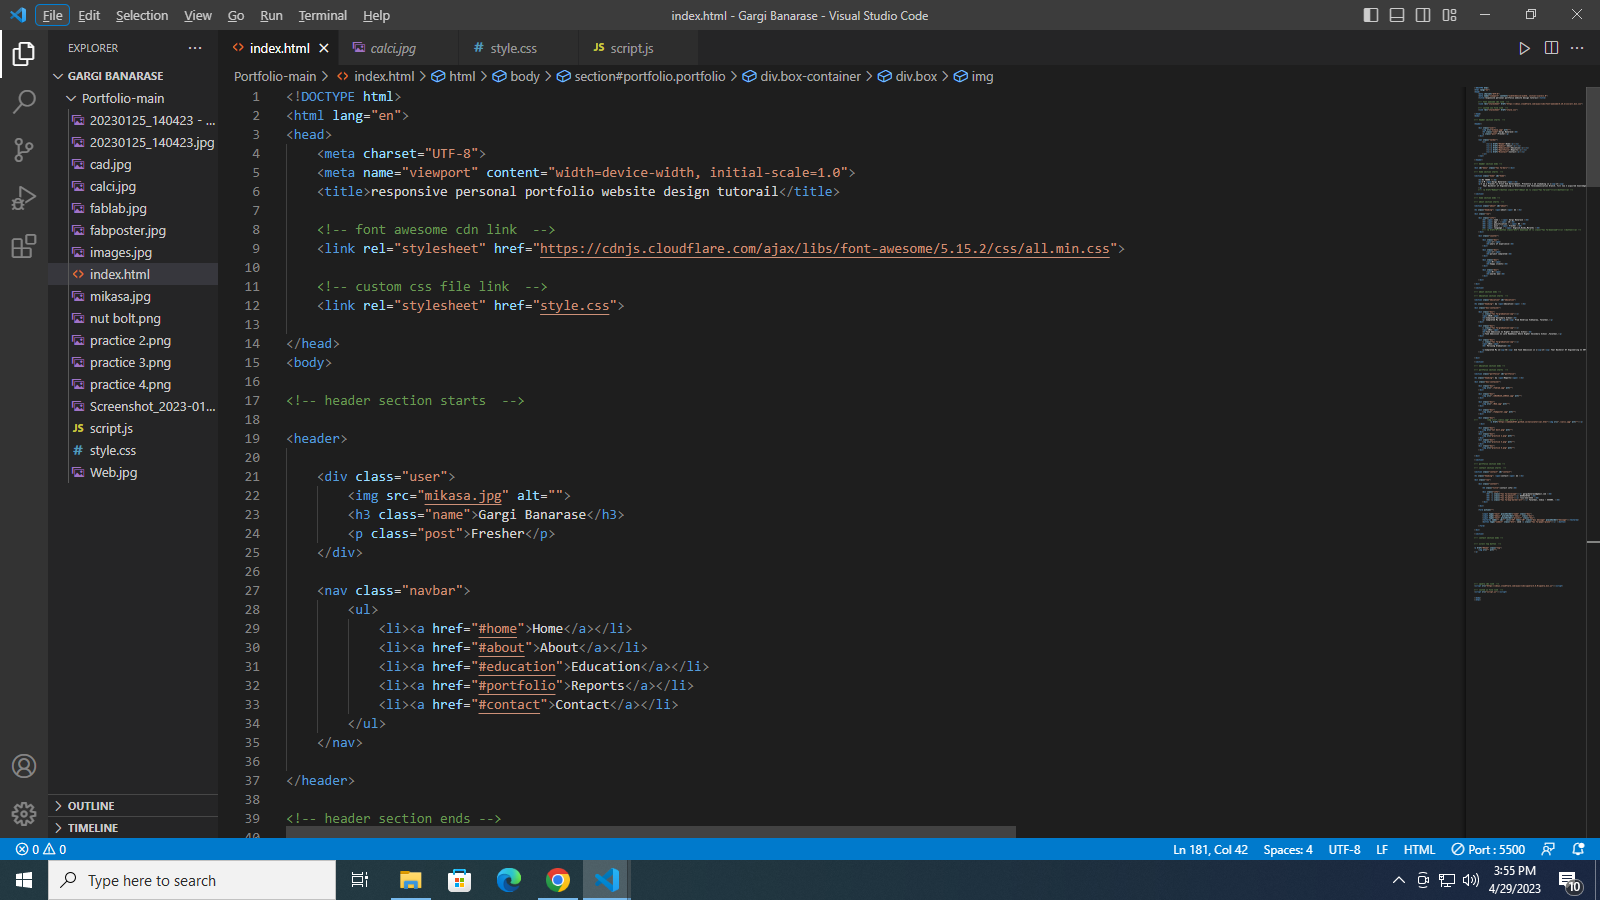 File Edit Selection View Go Run Terminal Help
index.html - Gargi Banarase - Visual Studio Code
EXPLORER ···
index.html
calci.jpg
# style.css
JS script.js
GARGI BANARASE
Portfolio-main
20230125_140423 - ...
20230125_140423.jpg
cad.jpg
calci.jpg
fablab.jpg
fabposter.jpg
images.jpg
index.html
mikasa.jpg
nut bolt.png
practice 2.png
practice 3.png
practice 4.png
Screenshot_2023-01...
JS script.js
# style.css
Web.jpg
OUTLINE
TIMELINE
Portfolio-main > index.html > html > body > section#portfolio.portfolio > div.box-container > div.box > img
1 <!DOCTYPE html>
2 <html lang="en">
3 <head>
4 <meta charset="UTF-8">
5 <meta name="viewport" content="width=device-width, initial-scale=1.0">
6 <title>responsive personal portfolio website design tutorail</title>
7
8 <!-- font awesome cdn link  -->
9 <link rel="stylesheet" href="https://cdnjs.cloudflare.com/ajax/libs/font-awesome/5.15.2/css/all.min.css">
10
11 <!-- custom css file link  -->
12 <link rel="stylesheet" href="style.css">
13
14 </head>
15 <body>
16
17 <!-- header section starts  -->
18
19 <header>
20
21 <div class="user">
22 <img src="mikasa.jpg" alt="">
23 <h3 class="name">Gargi Banarase</h3>
24 <p class="post">Fresher</p>
25 </div>
26
27 <nav class="navbar">
28 <ul>
29 <li><a href="#home">Home</a></li>
30 <li><a href="#about">About</a></li>
31 <li><a href="#education">Education</a></li>
32 <li><a href="#portfolio">Reports</a></li>
33 <li><a href="#contact">Contact</a></li>
34 </ul>
35 </nav>
36
37 </header>
38
39 <!-- header section ends -->
40
0 0
Ln 181, Col 42 Spaces: 4 UTF-8 LF HTML Port : 5500
Type here to search
3:55 PM
4/29/2023
10